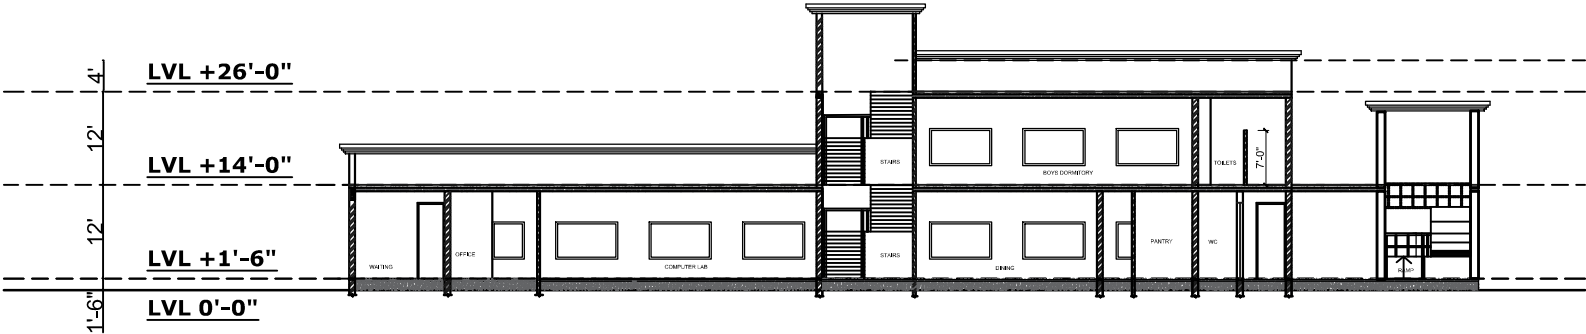 4'
LVL +26'-0"
12'
LVL +14'-0"
STAIRS
TOILETS
7'-0"
BOYS DORMITORY
12'
LVL +1'-6"
WAITING
OFFICE
COMPUTER LAB
STAIRS
DINING
PANTRY
WC
RAMP
1'-6"
LVL 0'-0"